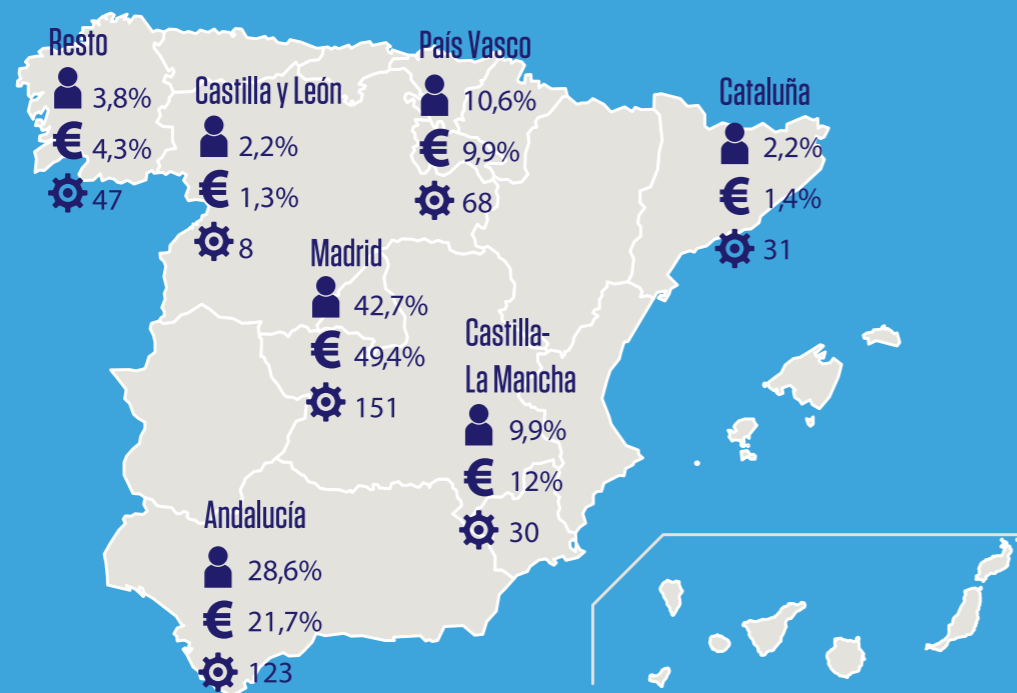 Resto
3,8%
4,3%
47
Castilla y León
2,2%
1,3%
8
País Vasco
10,6%
9,9%
68
Cataluña
2,2%
1,4%
31
Madrid
42,7%
49,4%
151
Castilla-
La Mancha
9,9%
12%
30
Andalucía
28,6%
21,7%
123